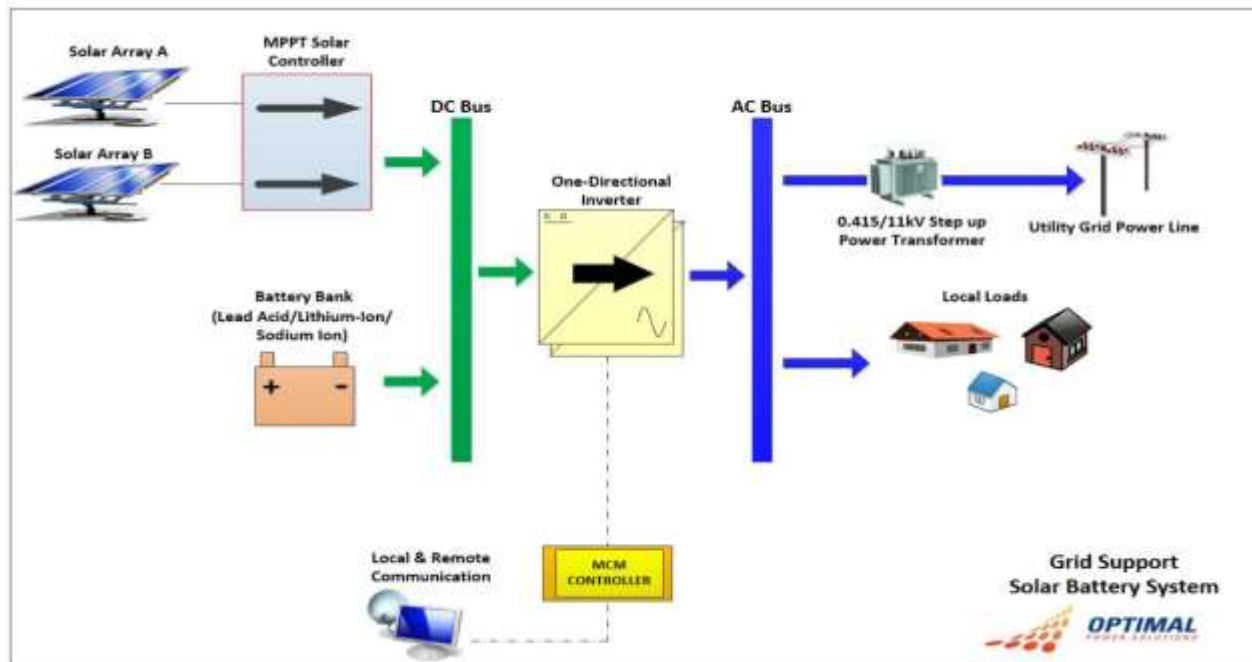 Solar Array A
MPPT Solar
Controller
Solar Array B
DC Bus
AC Bus
One-Directional
Inverter
0.415/11kV Step up
Power Transformer
Utility Grid Power Line
Battery Bank
(Lead Acid/Lithium-Ion/
Sodium Ion)
+ -
Local Loads
Local & Remote
Communication
MCM
CONTROLLER
Grid Support
Solar Battery System
OPTIMAL
POWER SOLUTIONS